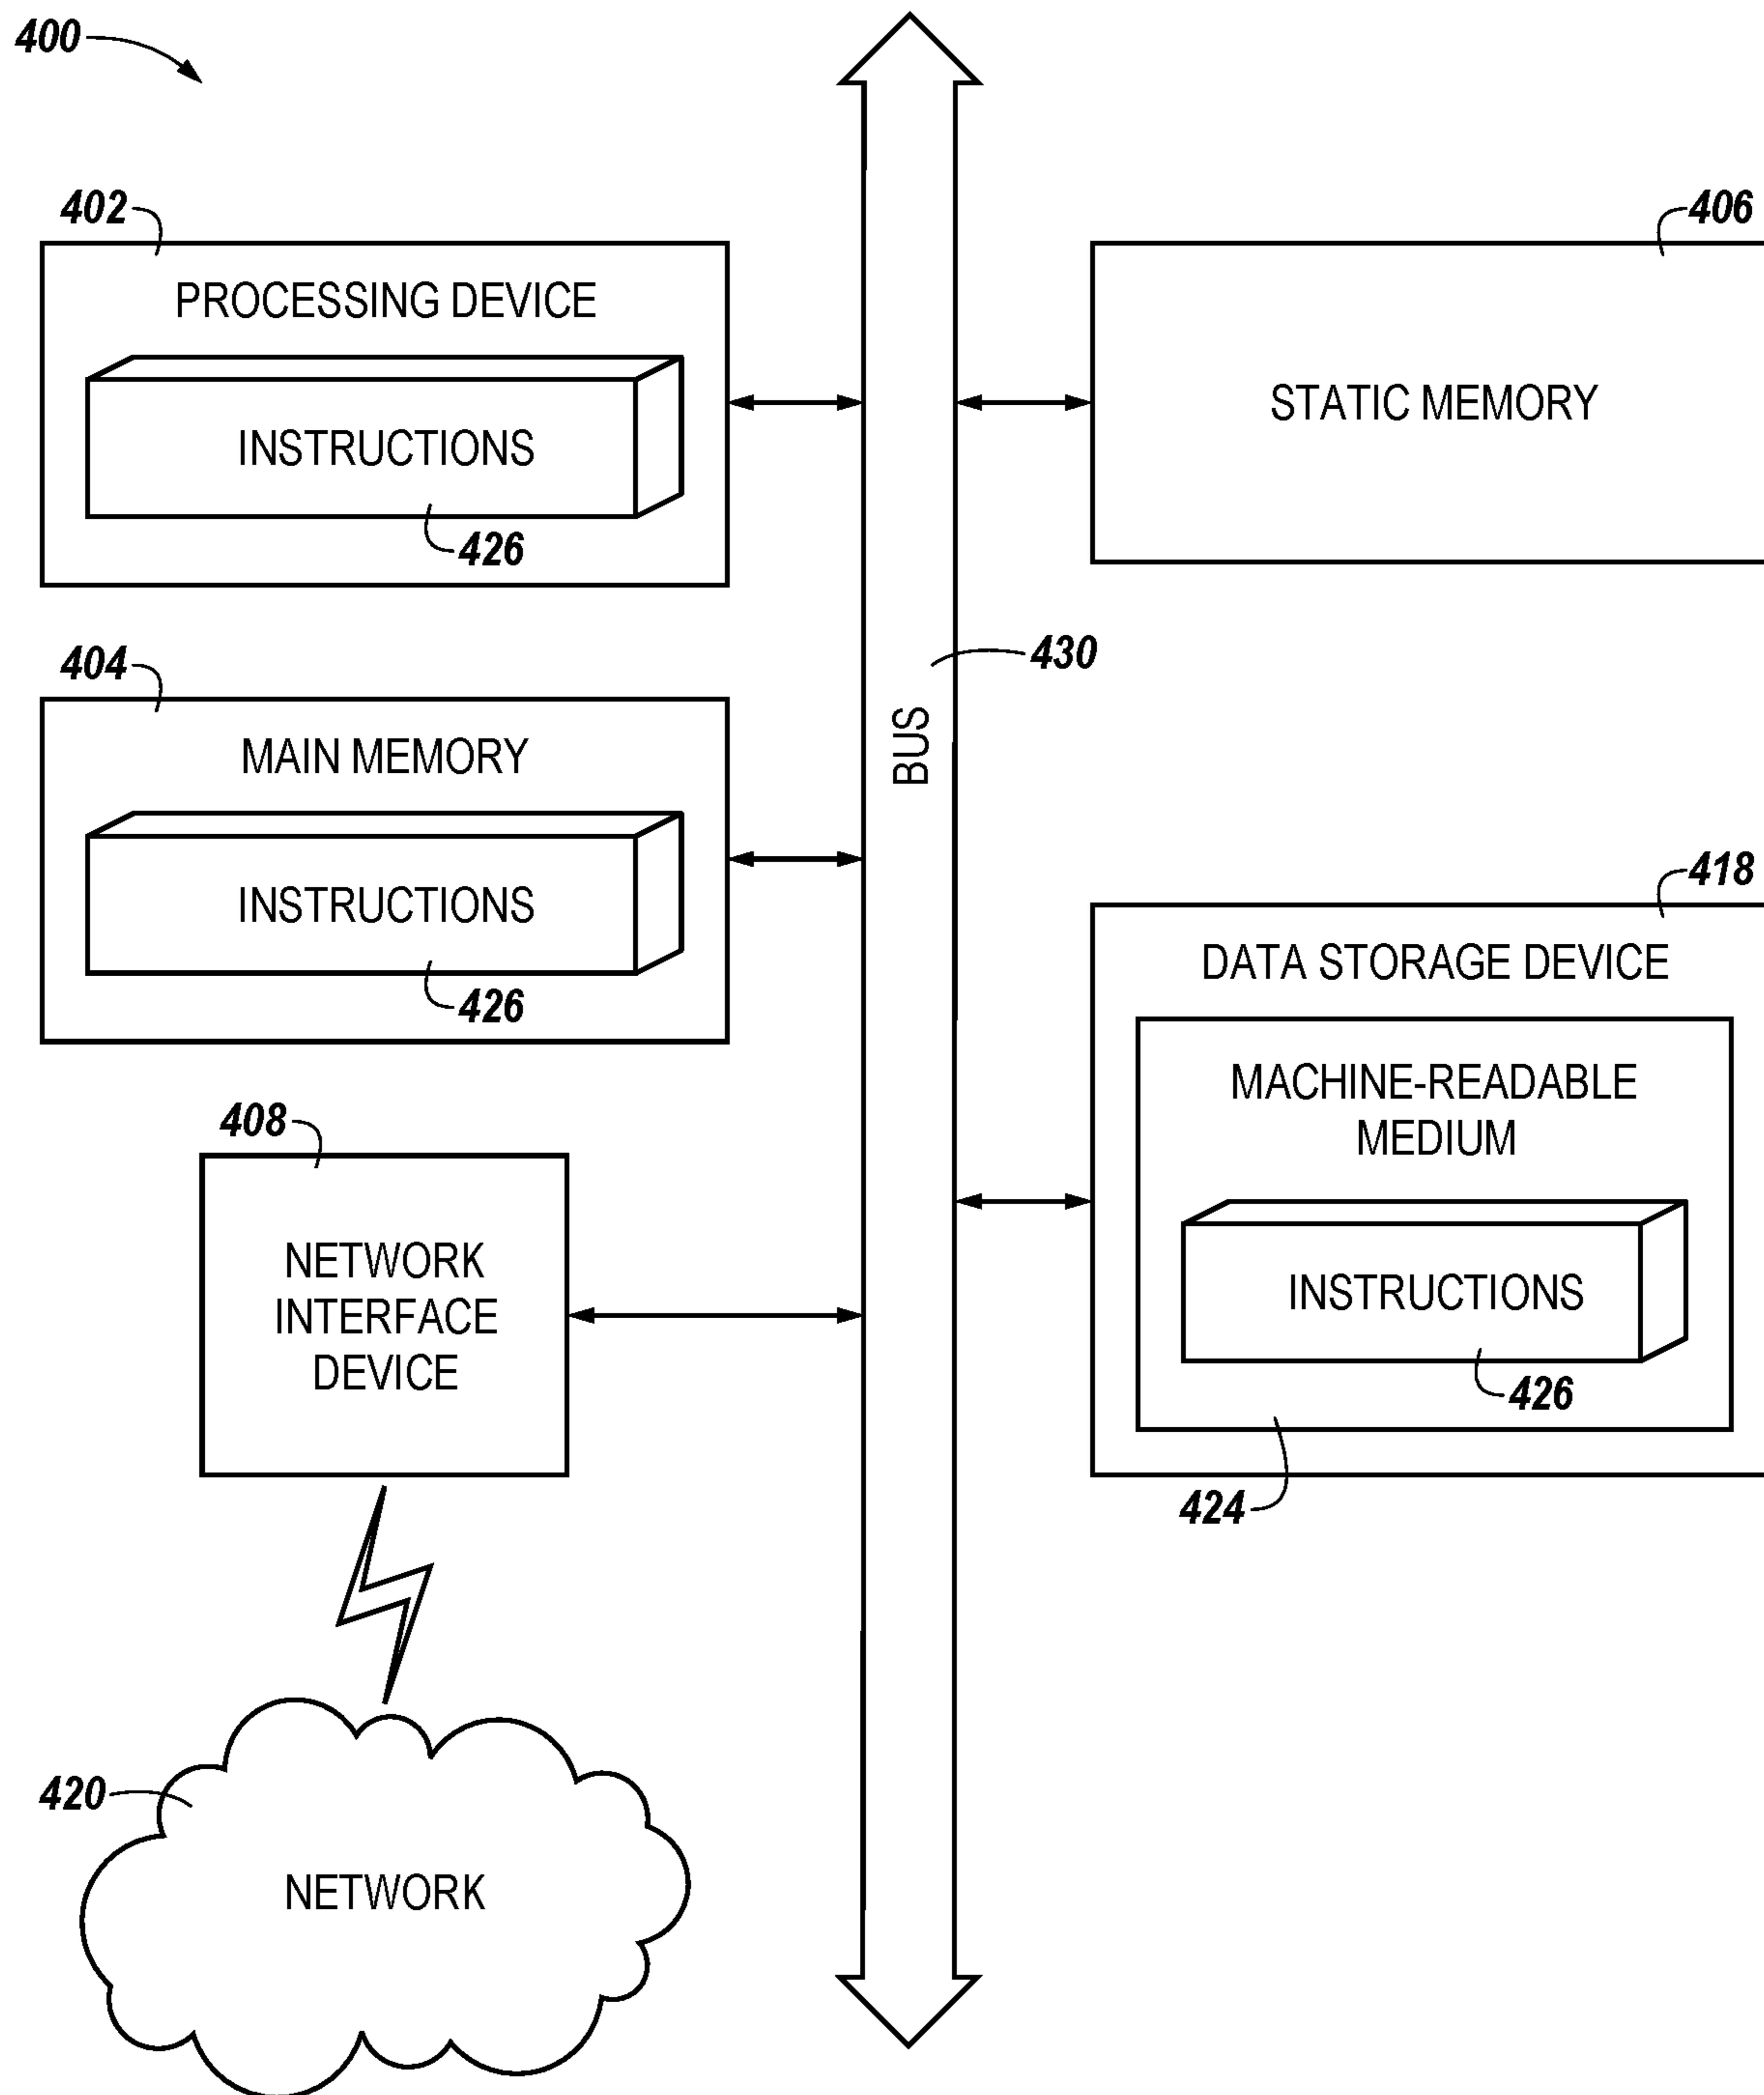 400
402
PROCESSING DEVICE
INSTRUCTIONS
426
404
MAIN MEMORY
INSTRUCTIONS
426
408
NETWORK
INTERFACE
DEVICE
420
NETWORK
BUS
430
406
STATIC MEMORY
418
DATA STORAGE DEVICE
MACHINE-READABLE
MEDIUM
INSTRUCTIONS
426
424